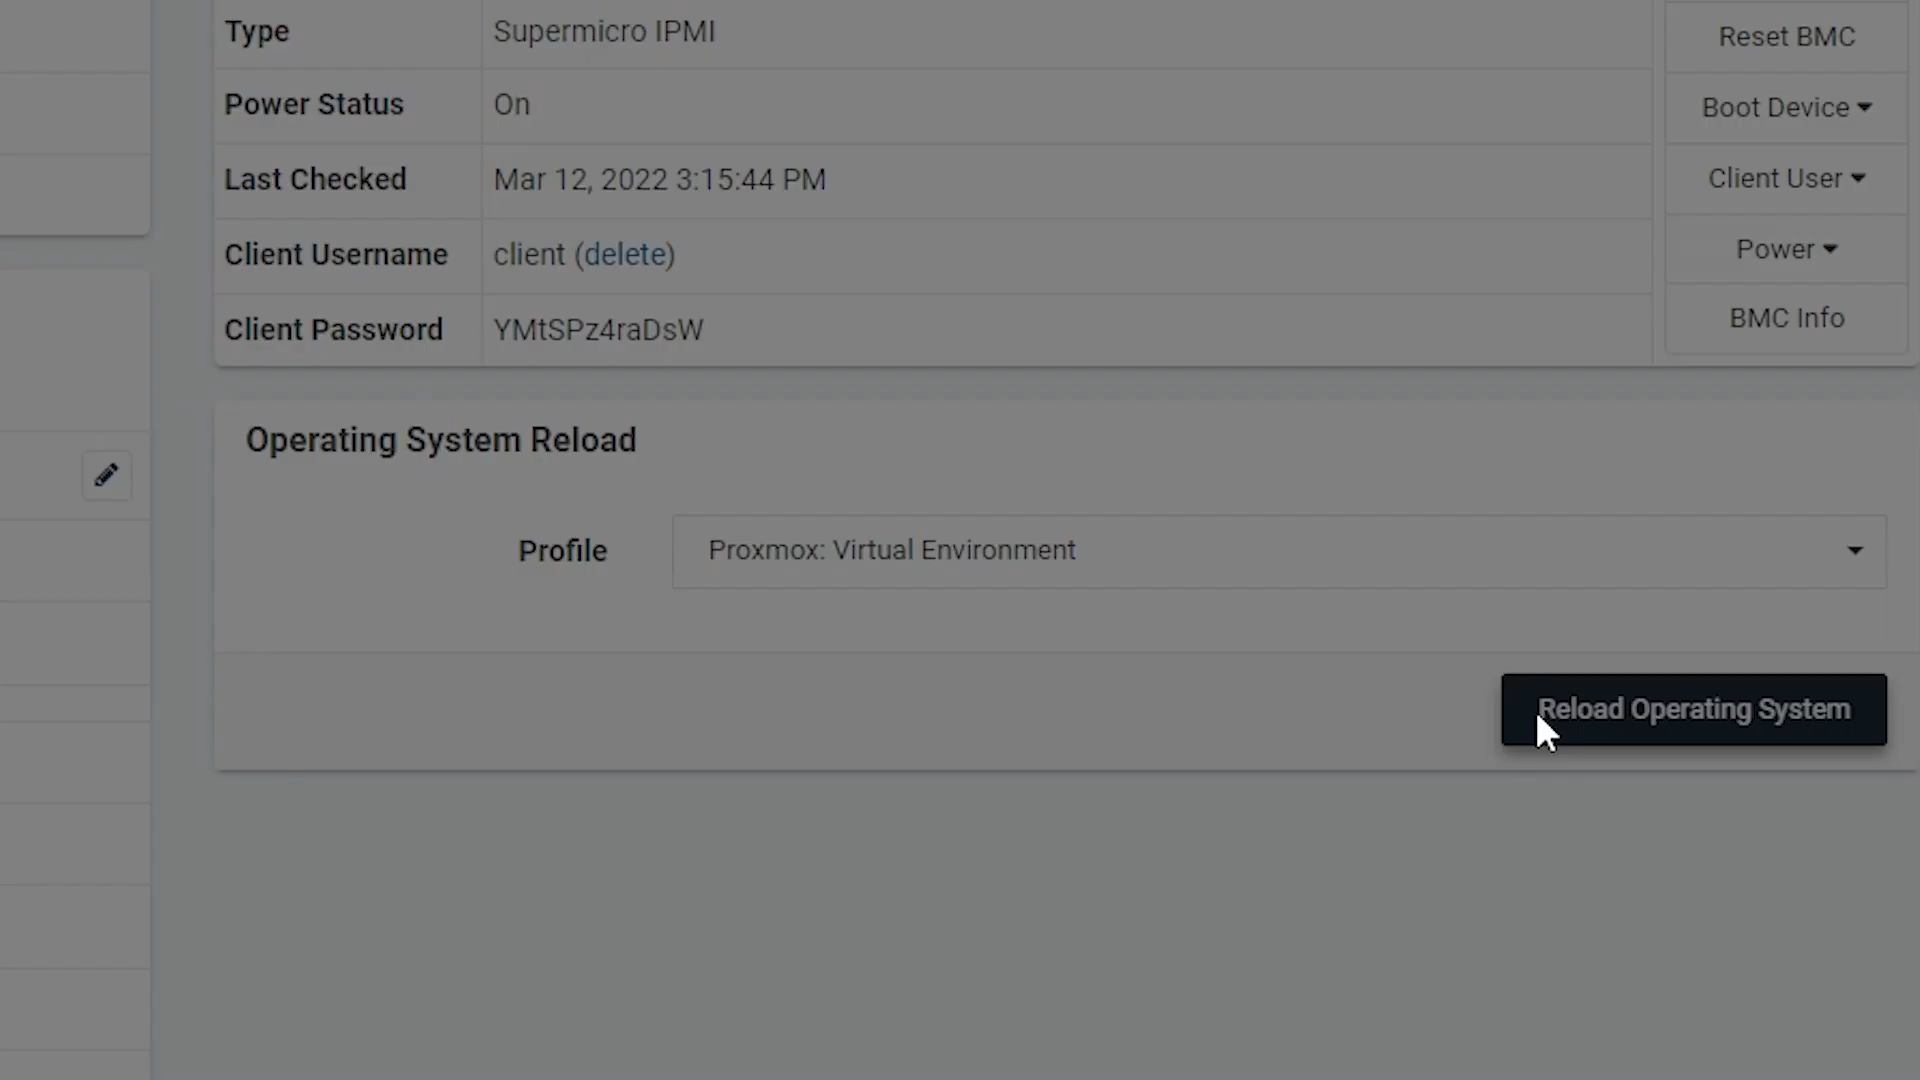 Type Supermicro IPMI
Power Status On
Last Checked Mar 12, 2022 3:15:44 PM
Client Username client (delete)
Client Password YMtSPz4raDsW
Reset BMC
Boot Device
Client User
Power
BMC Info
Operating System Reload
Profile Proxmox: Virtual Environment
Reload Operating System